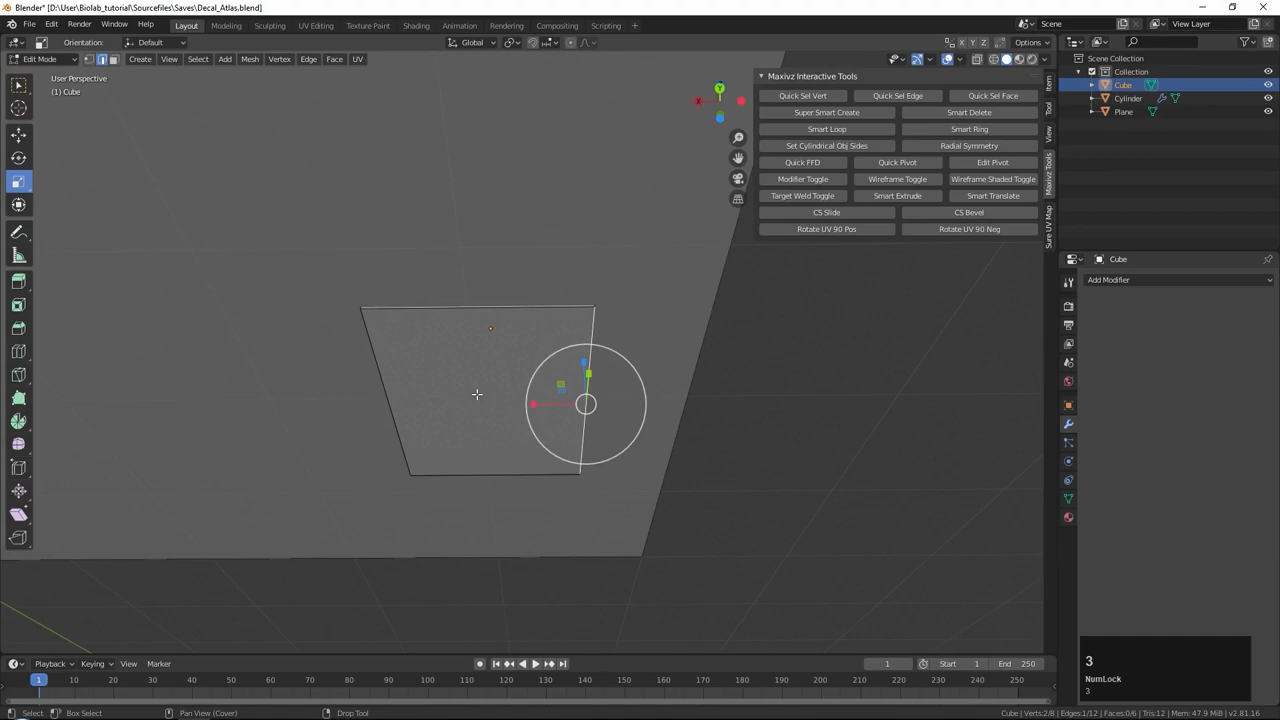 Blender* [D:\User\Biolab_tutorial\Sourcefiles\Saves\Decal_Atlas.blend]
File Edit Render Window Help Layout Modeling Sculpting UV Editing Texture Paint Shading Animation Rendering Compositing Scripting + Scene View Layer
Orientation: Default Global X Y Z Options
Edit Mode Create View Select Add Mesh Vertex Edge Face UV
User Perspective
(1) Cube
Maxivz Interactive Tools
Quick Sel Vert Quick Sel Edge Quick Sel Face
Super Smart Create Smart Delete
Smart Loop Smart Ring
Set Cylindrical Obj Sides Radial Symmetry
Quick FFD Quick Pivot Edit Pivot
Modifier Toggle Wireframe Toggle Wireframe Shaded Toggle
Target Weld Toggle Smart Extrude Smart Translate
CS Slide CS Bevel
Rotate UV 90 Pos Rotate UV 90 Neg
Y
X
Item
Tool
View
Maxivz Tools
Sure UV Map
Scene Collection
Collection
Cube
Cylinder
Plane
Cube
Add Modifier
3
NumLock
3
Playback Keying View Marker 1 Start 1 End 250
1 10 20 30 40 50 60 70 80 90 100 110 120 130 140 150 160 170 180 190 200 210 220 230 240 250
Select Box Select Pan View (Cover) Drop Tool Cube | Verts:2/8 | Edges:1/12 | Faces:0/6 | Tris:12 | Mem: 47.9 MiB | v2.81.16